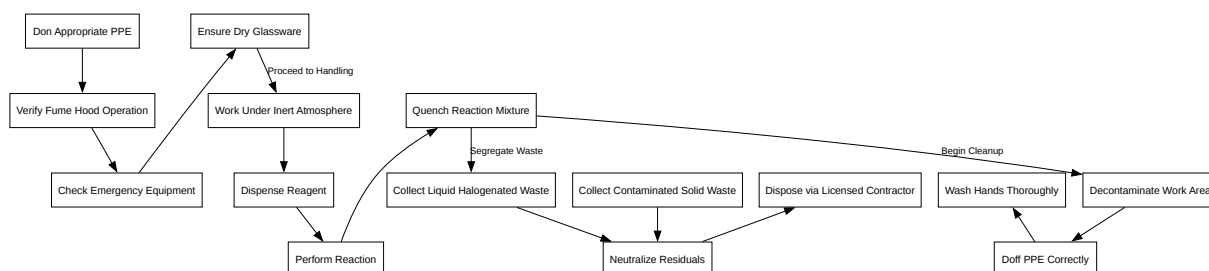 Don Appropriate PPE
Ensure Dry Glassware
Proceed to Handling
Verify Fume Hood Operation
Work Under Inert Atmosphere
Quench Reaction Mixture
Segregate Waste
Begin Cleanup
Check Emergency Equipment
Dispense Reagent
Collect Liquid Halogenated Waste
Collect Contaminated Solid Waste
Dispose via Licensed Contractor
Wash Hands Thoroughly
Decontaminate Work Area
Perform Reaction
Neutralize Residuals
Doff PPE Correctly